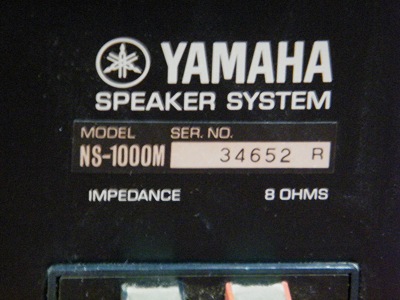 YAMAHA
SPEAKER SYSTEM
MODEL SER. NO.
NS-1000M 34652 R
IMPEDANCE 8 OHMS